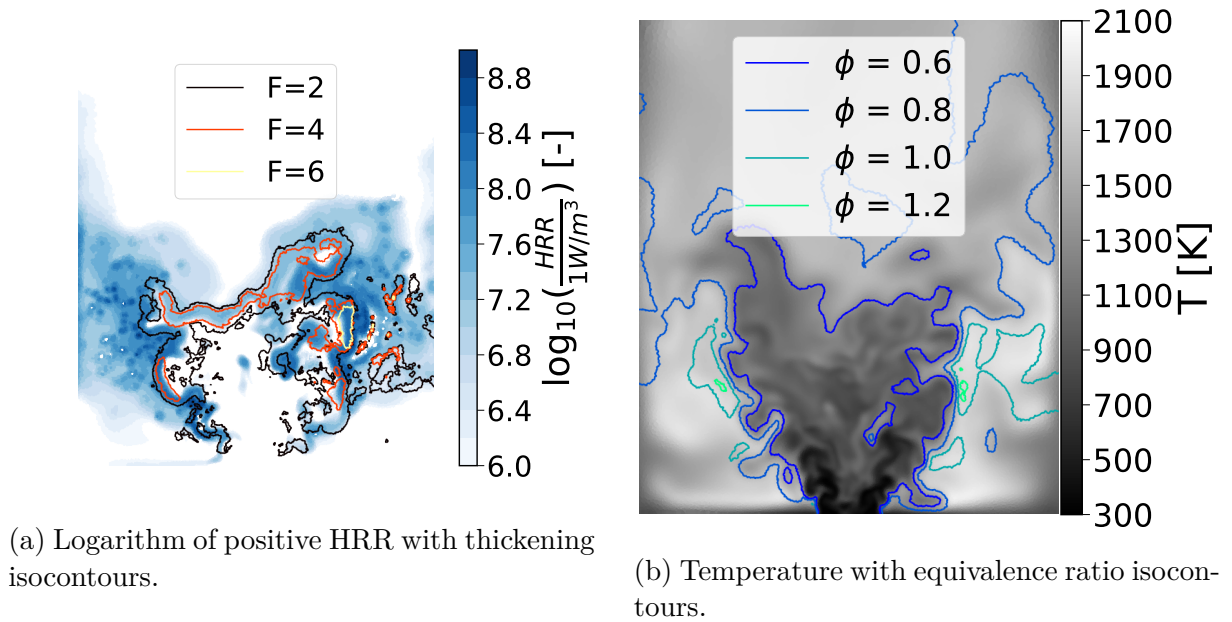 F=2
F=4
F=6
8.8
8.4
8.0
7.6
7.2
6.8
6.4
6.0
log₁₀(HRR/1W/m³) [-]
(a) Logarithm of positive HRR with thickening
isocontours.
ϕ = 0.6
ϕ = 0.8
ϕ = 1.0
ϕ = 1.2
2100
1900
1700
1500
1300
1100
900
700
500
300
T [K]
(b) Temperature with equivalence ratio isocon-
tours.